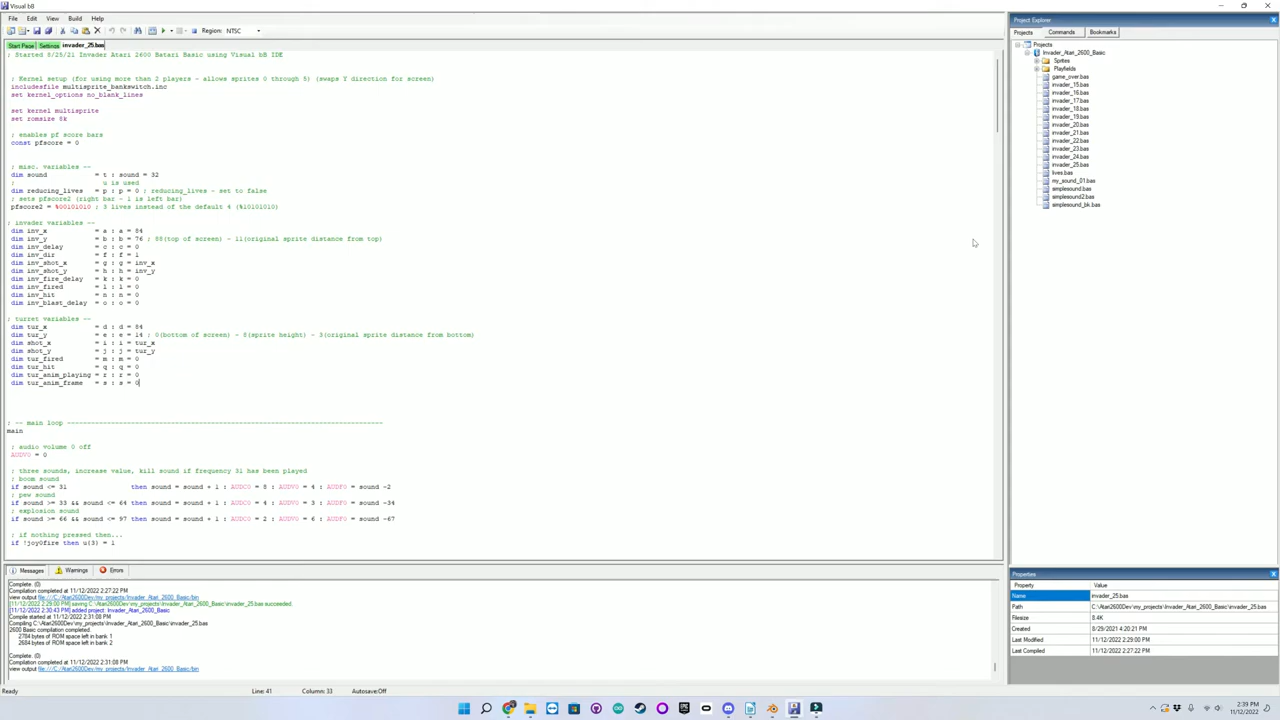 Visual bB
File Edit View Build Help
Region: NTSC
Start Page Settings invader_25.bas
; Started 8/25/21 Invader Atari 2600 Batari Basic using Visual bB IDE
; Kernel setup (for using more than 2 players - allows sprites 0 through 5) (swaps Y direction for screen)
includesfile multisprite_bankswitch.inc
set kernel_options no_blank_lines
set kernel multisprite
set romsize 8k
; enables pf score bars
const pfscore = 0
; misc. variables --
dim sound = t : sound = 32
; u is used
dim reducing_lives = p : p = 0 ; reducing_lives - set to false
; sets pfscore2 (right bar - 1 is left bar)
pfscore2 = %00101010 ; 3 lives instead of the default 4 (%10101010)
; invader variables --
dim inv_x = a : a = 84
dim inv_y = b : b = 76 ; 88(top of screen) - 11(original sprite distance from top)
dim inv_delay = c : c = 0
dim inv_dir = f : f = 1
dim inv_shot_x = g : g = inv_x
dim inv_shot_y = h : h = inv_y
dim inv_fire_delay = k : k = 0
dim inv_fired = l : l = 0
dim inv_hit = n : n = 0
dim inv_blast_delay = o : o = 0
; turret variables --
dim tur_x = d : d = 84
dim tur_y = e : e = 14 ; 0(bottom of screen) - 8(sprite height) - 3(original sprite distance from bottom)
dim shot_x = i : i = tur_x
dim shot_y = j : j = tur_y
dim tur_fired = m : m = 0
dim tur_hit = q : q = 0
dim tur_anim_playing = r : r = 0
dim tur_anim_frame = s : s = 0
; -- main loop ------------------------------------------------------------------------------
main
; audio volume 0 off
AUDV0 = 0
; three sounds, increase value, kill sound if frequency 31 has been played
; boom sound
if sound <= 31 then sound = sound + 1 : AUDC0 = 8 : AUDV0 = 4 : AUDF0 = sound -2
; pew sound
if sound >= 33 && sound <= 64 then sound = sound + 1 : AUDC0 = 4 : AUDV0 = 3 : AUDF0 = sound -34
; explosion sound
if sound >= 66 && sound <= 97 then sound = sound + 1 : AUDC0 = 2 : AUDV0 = 6 : AUDF0 = sound -67
; if nothing pressed then...
if !joy0fire then u{3} = 1
Messages Warnings Errors
Complete. (0)
Compilation completed at 11/12/2022 2:27:22 PM
view output file:///C:/Atari2600Dev/my_projects/Invader_Atari_2600_Basic/bin
[11/12/2022 2:29:00 PM] saving C:\Atari2600Dev\my_projects\Invader_Atari_2600_Basic\invader_25.bas succeeded.
[11/12/2022 2:30:43 PM] added project: Invader_Atari_2600_Basic
Compile started at 11/12/2022 2:31:08 PM
Compiling C:\Atari2600Dev\my_projects\Invader_Atari_2600_Basic\invader_25.bas
2600 Basic compilation completed.
2784 bytes of ROM space left in bank 1
2684 bytes of ROM space left in bank 2
Complete. (0)
Compilation completed at 11/12/2022 2:31:08 PM
view output file:///C:/Atari2600Dev/my_projects/Invader_Atari_2600_Basic/bin
Ready Line: 41 Column: 33 Autosave:Off
Project Explorer
Projects Commands Bookmarks
Projects
Invader_Atari_2600_Basic
Sprites
Playfields
game_over.bas
invader_15.bas
invader_16.bas
invader_17.bas
invader_18.bas
invader_19.bas
invader_20.bas
invader_21.bas
invader_22.bas
invader_23.bas
invader_24.bas
invader_25.bas
lives.bas
my_sound_01.bas
simplesound.bas
simplesound2.bas
simplesound_bk.bas
Properties
Property Value
Name invader_25.bas
Path C:\Atari2600Dev\my_projects\Invader_Atari_2600_Basic\invader_25.bas
Filesize 8.4K
Created 8/29/2021 4:20:21 PM
Last Modified 11/12/2022 2:29:00 PM
Last Compiled 11/12/2022 2:27:22 PM
2:39 PM
11/12/2022